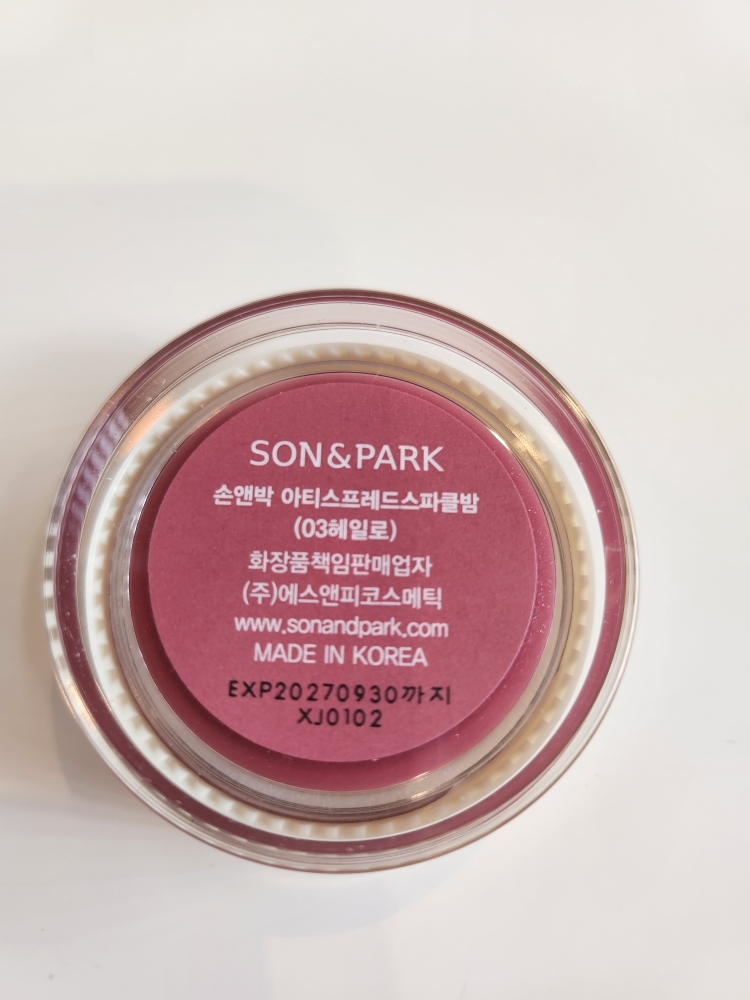 SON&PARK
손앤박 아티스프레드스파클밤
(03헤일로)
화장품책임판매업자
(주)에스앤피코스메틱
www.sonandpark.com
MADE IN KOREA
EXP20270930까지
XJ0102